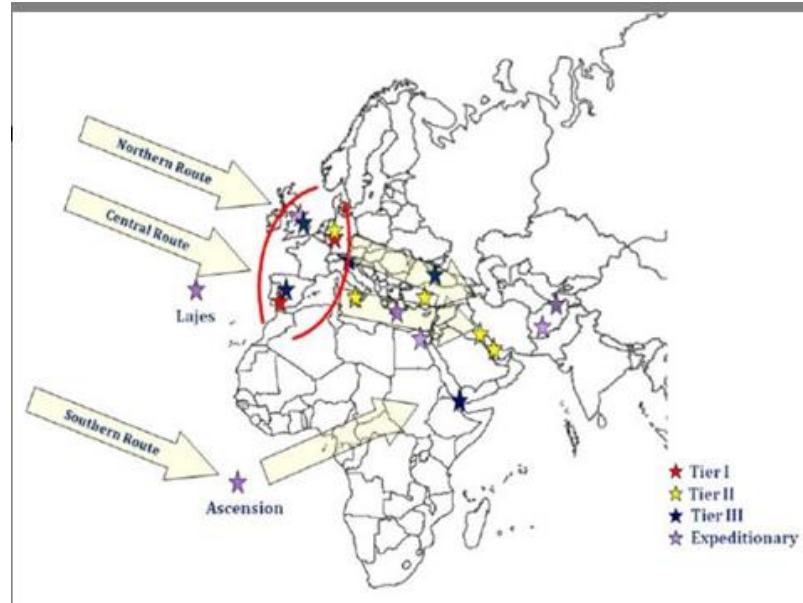 Northern Route
Central Route
Lajes
Southern Route
Ascension
Tier I
Tier II
Tier III
Expeditionary